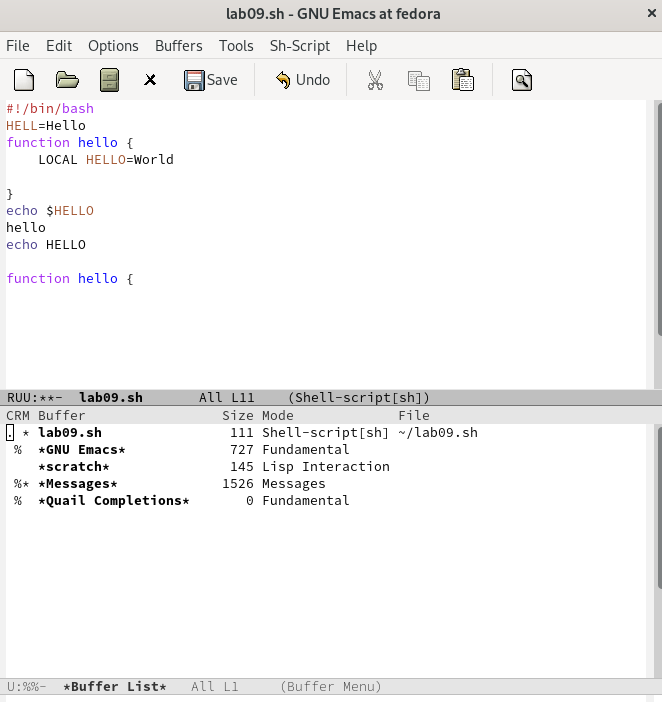 lab09.sh - GNU Emacs at fedora ×
File Edit Options Buffers Tools Sh-Script Help
Save Undo
#!/bin/bash
HELL=Hello
function hello {
    LOCAL HELLO=World
}
echo $HELLO
hello
echo HELLO
function hello {
RUU:**-  lab09.sh       All L11    (Shell-script[sh])
CRM Buffer                 Size Mode             File
. * lab09.sh                111 Shell-script[sh] ~/lab09.sh
 %  *GNU Emacs*             727 Fundamental
    *scratch*               145 Lisp Interaction
 %* *Messages*             1526 Messages
 %  *Quail Completions*       0 Fundamental
U:%%-  *Buffer List*   All L1     (Buffer Menu)